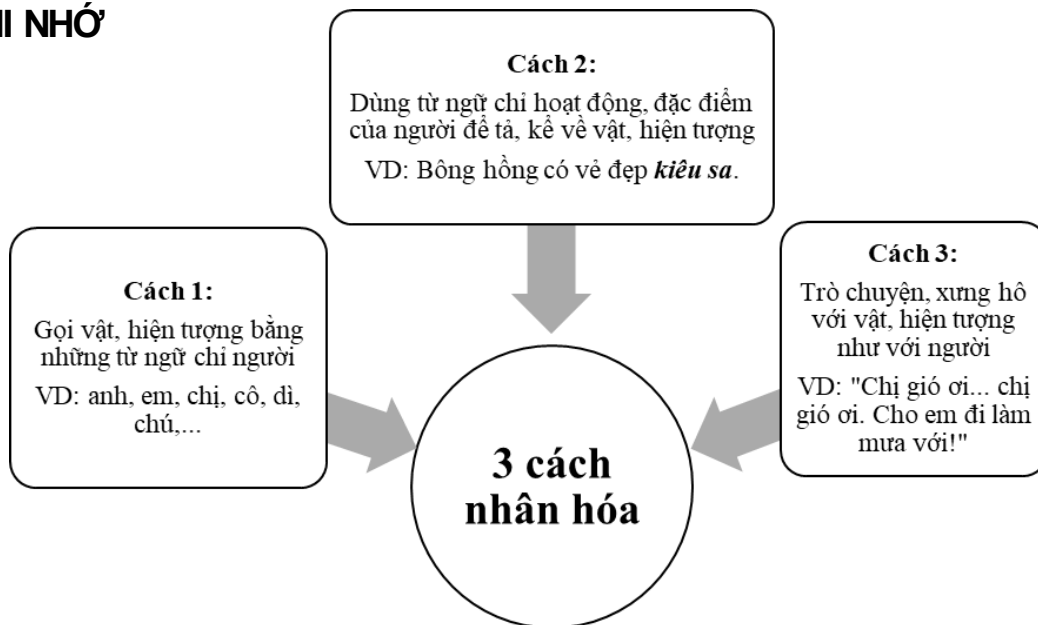 HI NHỚ
Cách 2:
Dùng từ ngữ chỉ hoạt động, đặc điểm
của người để tả, kể về vật, hiện tượng
VD: Bông hồng có vẻ đẹp kiêu sa.
Cách 1:
Gọi vật, hiện tượng bằng
những từ ngữ chỉ người
VD: anh, em, chị, cô, dì,
chú,...
Cách 3:
Trò chuyện, xưng hô
với vật, hiện tượng
như với người
VD: "Chị gió ơi... chị
gió ơi. Cho em đi làm
mưa với!"
3 cách
nhân hóa